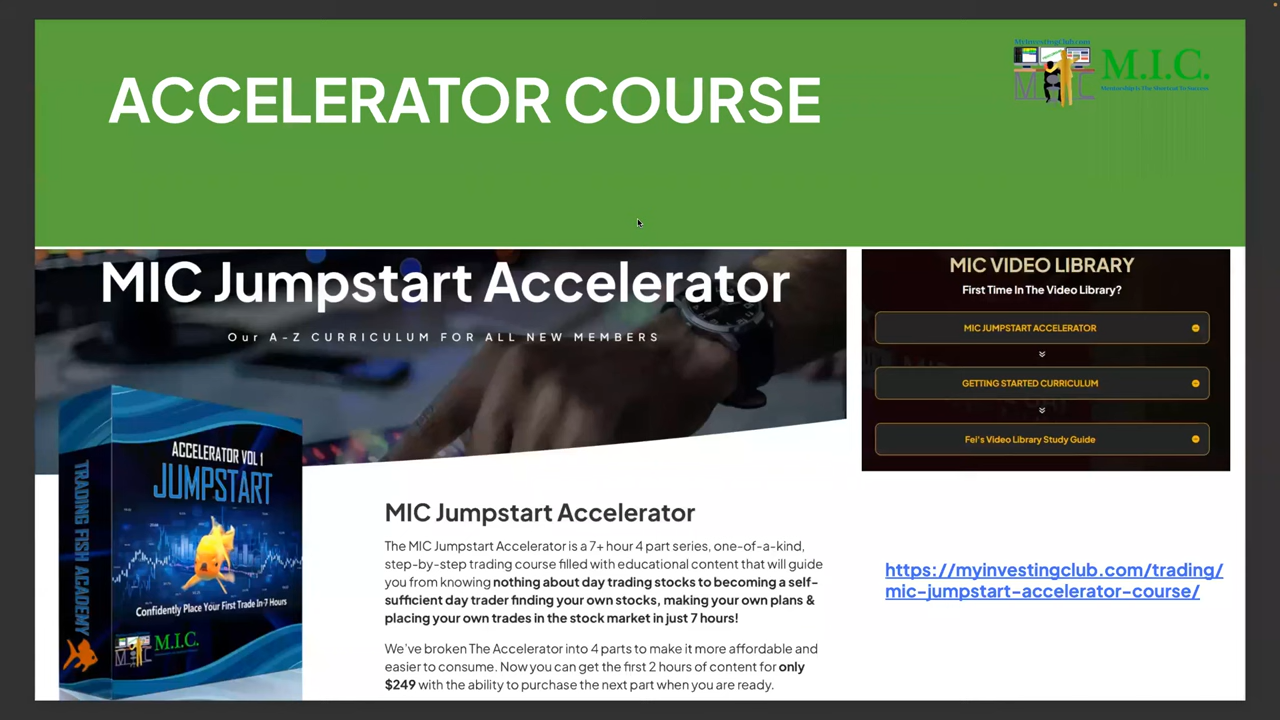 ACCELERATOR COURSE
MyInvestingClub.com
M.I.C.
Mentorship Is The Shortcut To Success
MIC Jumpstart Accelerator
Our A-Z CURRICULUM FOR ALL NEW MEMBERS
MIC VIDEO LIBRARY
First Time In The Video Library?
MIC JUMPSTART ACCELERATOR
GETTING STARTED CURRICULUM
Fei's Video Library Study Guide
ACCELERATOR VOL 1
JUMPSTART
TRADING FISH ACADEMY
Confidently Place Your First Trade In 7 Hours
M.I.C.
MIC Jumpstart Accelerator
The MIC Jumpstart Accelerator is a 7+ hour 4 part series, one-of-a-kind,
step-by-step trading course filled with educational content that will guide
you from knowing nothing about day trading stocks to becoming a self-
sufficient day trader finding your own stocks, making your own plans &
placing your own trades in the stock market in just 7 hours!
We've broken The Accelerator into 4 parts to make it more affordable and
easier to consume. Now you can get the first 2 hours of content for only
$249 with the ability to purchase the next part when you are ready.
https://myinvestingclub.com/trading/
mic-jumpstart-accelerator-course/